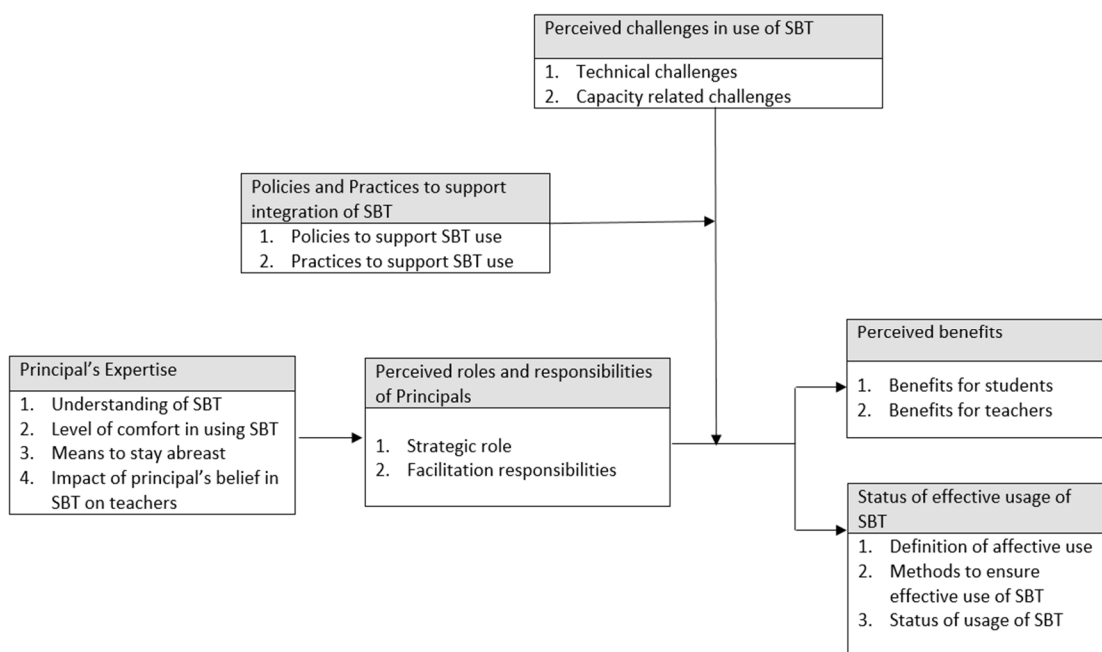 Perceived challenges in use of SBT
1. Technical challenges
2. Capacity related challenges
Policies and Practices to support
integration of SBT
1. Policies to support SBT use
2. Practices to support SBT use
Principal's Expertise
1. Understanding of SBT
2. Level of comfort in using SBT
3. Means to stay abreast
4. Impact of principal's belief in
SBT on teachers
Perceived roles and responsibilities
of Principals
1. Strategic role
2. Facilitation responsibilities
Perceived benefits
1. Benefits for students
2. Benefits for teachers
Status of effective usage of
SBT
1. Definition of affective use
2. Methods to ensure
effective use of SBT
3. Status of usage of SBT